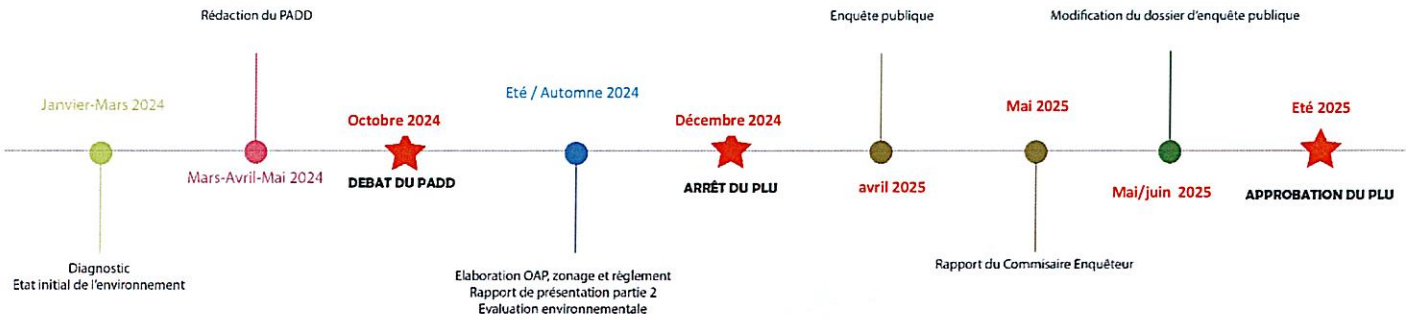 Rédaction du PADD
Enquête publique
Modification du dossier d'enquête publique
Janvier-Mars 2024
Eté / Automne 2024
Octobre 2024
Décembre 2024
Mai 2025
Eté 2025
Mars-Avril-Mai 2024
DEBAT DU PADD
ARRÊT DU PLU
avril 2025
Mai/juin 2025
APPROBATION DU PLU
Diagnostic
Etat initial de l'environnement
Elaboration OAP, zonage et règlement
Rapport de présentation partie 2
Evaluation environnementale
Rapport du Commisaire Enquêteur